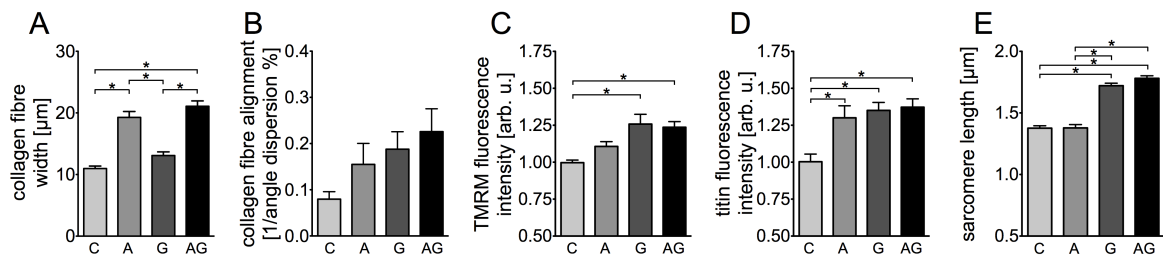 A
collagen fibre
width [µm]
30
20
10
0
*
*
*
*
C A G AG
B
collagen fibre alignment
[1/angle dispersion %]
0.4
0.3
0.2
0.1
0.0
C A G AG
C
TMRM fluorescence
intensity [arb. u.]
1.75
1.50
1.25
1.00
0.75
0.50
*
*
C A G AG
D
titin fluorescence
intensity [arb. u.]
1.75
1.50
1.25
1.00
0.75
0.50
*
*
*
C A G AG
E
sarcomere length [µm]
2.0
1.5
1.0
0.5
*
*
*
*
C A G AG